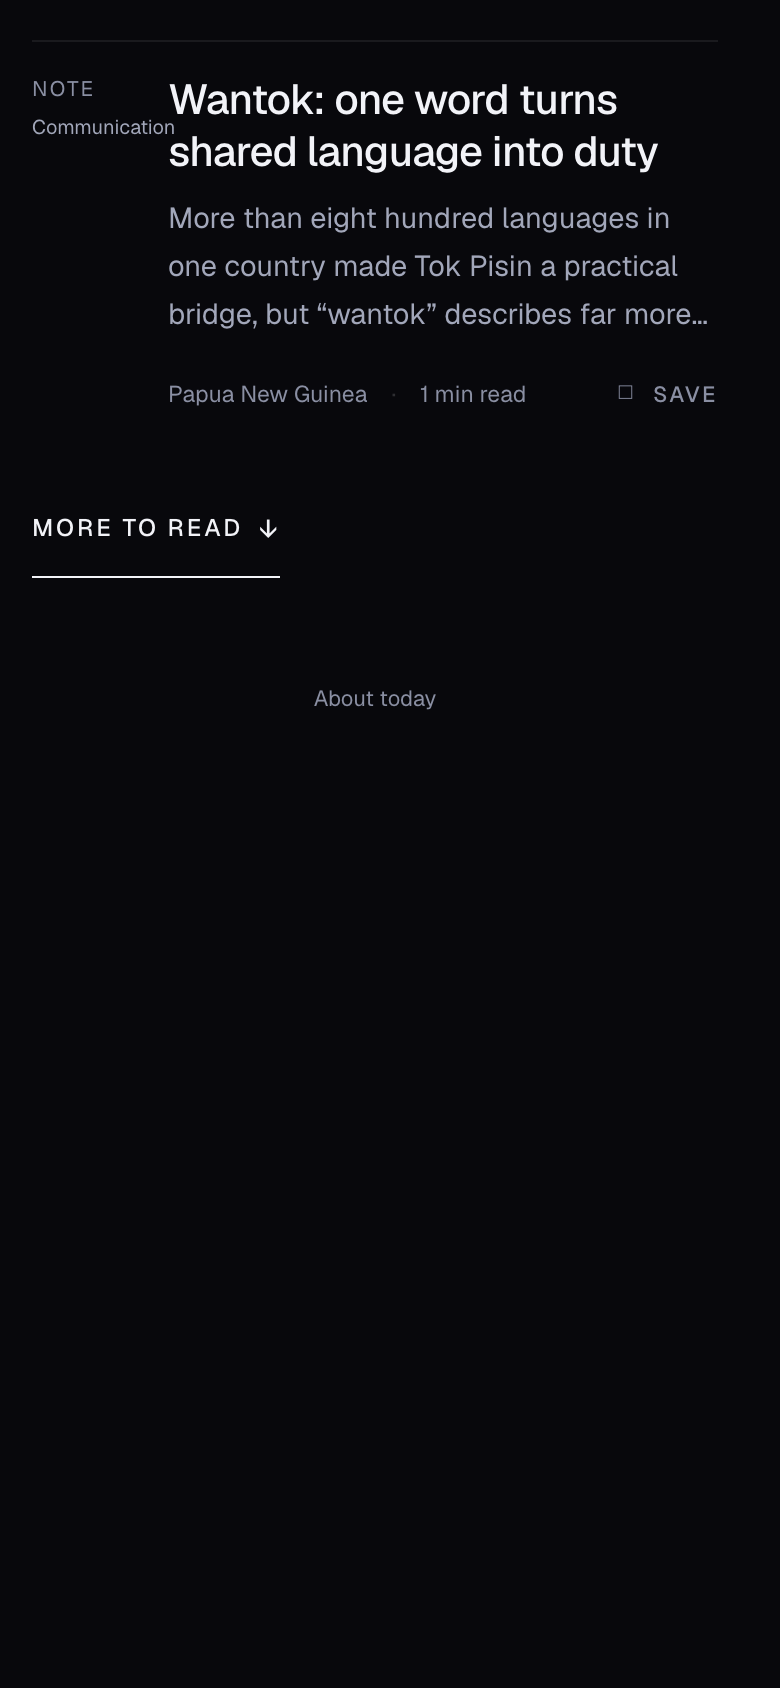 NOTE
Communication
Wantok: one word turns
shared language into duty
More than eight hundred languages in
one country made Tok Pisin a practical
bridge, but “wantok” describes far more…
Papua New Guinea · 1 min read
□ SAVE
MORE TO READ ↓
About today